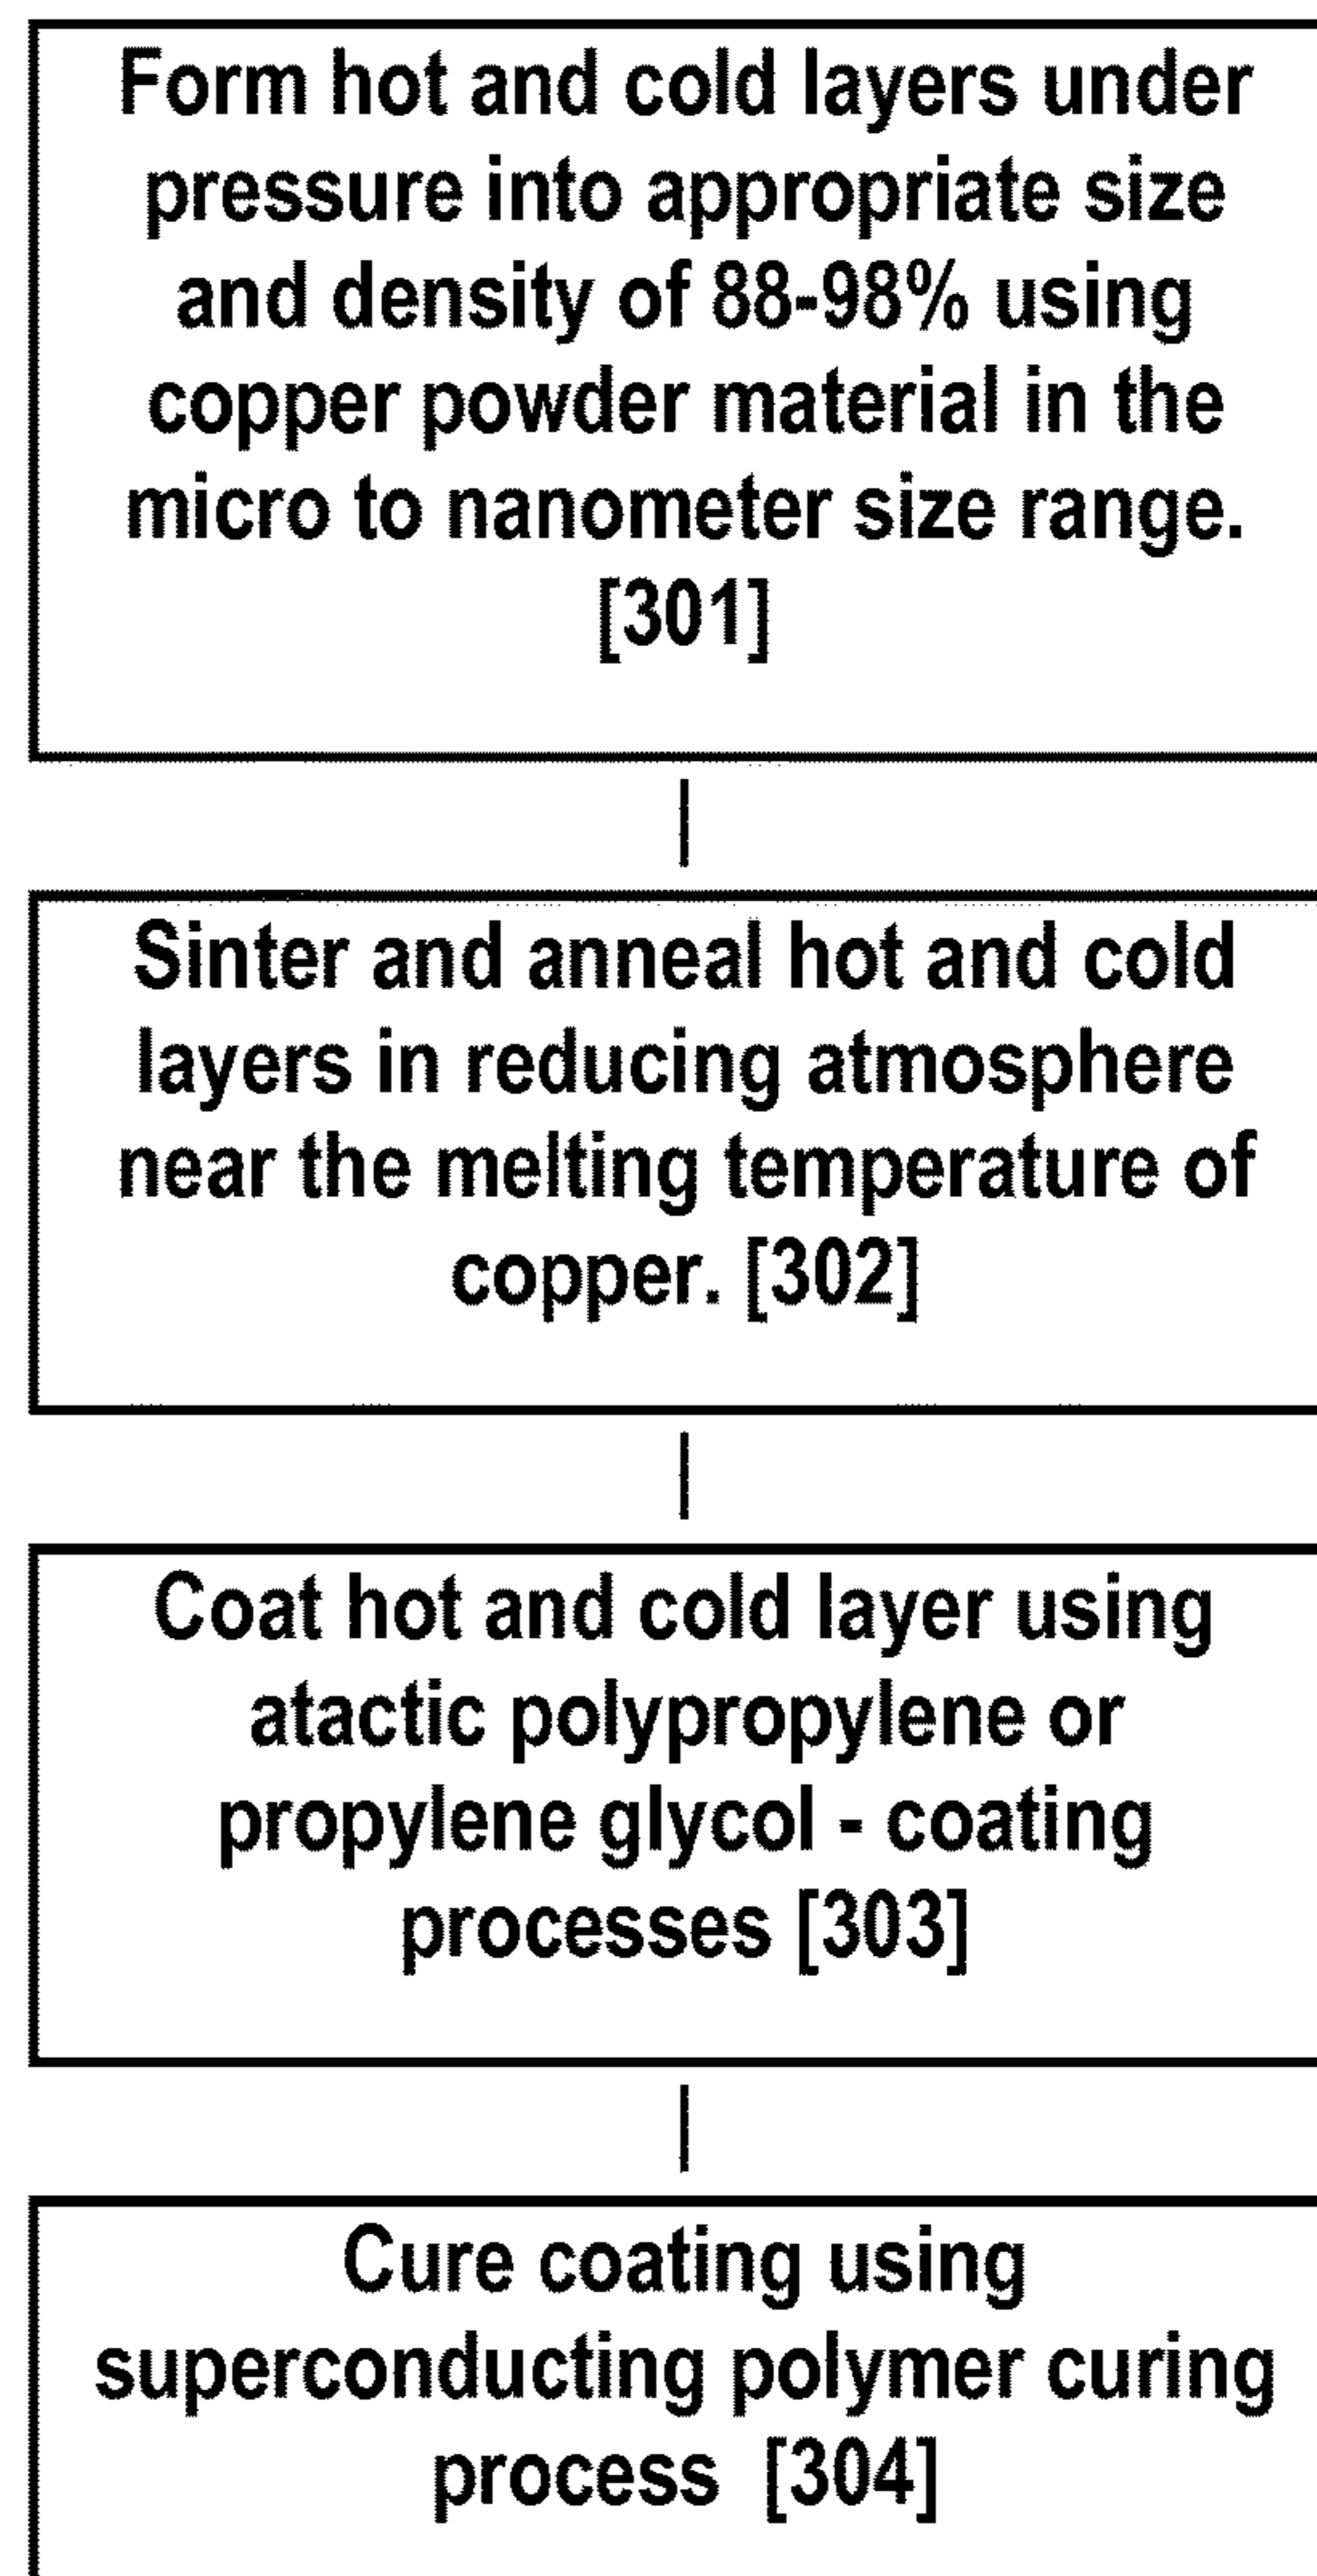 Form hot and cold layers under
pressure into appropriate size
and density of 88-98% using
copper powder material in the
micro to nanometer size range.
[301]
Sinter and anneal hot and cold
layers in reducing atmosphere
near the melting temperature of
copper. [302]
Coat hot and cold layer using
atactic polypropylene or
propylene glycol - coating
processes [303]
Cure coating using
superconducting polymer curing
process [304]